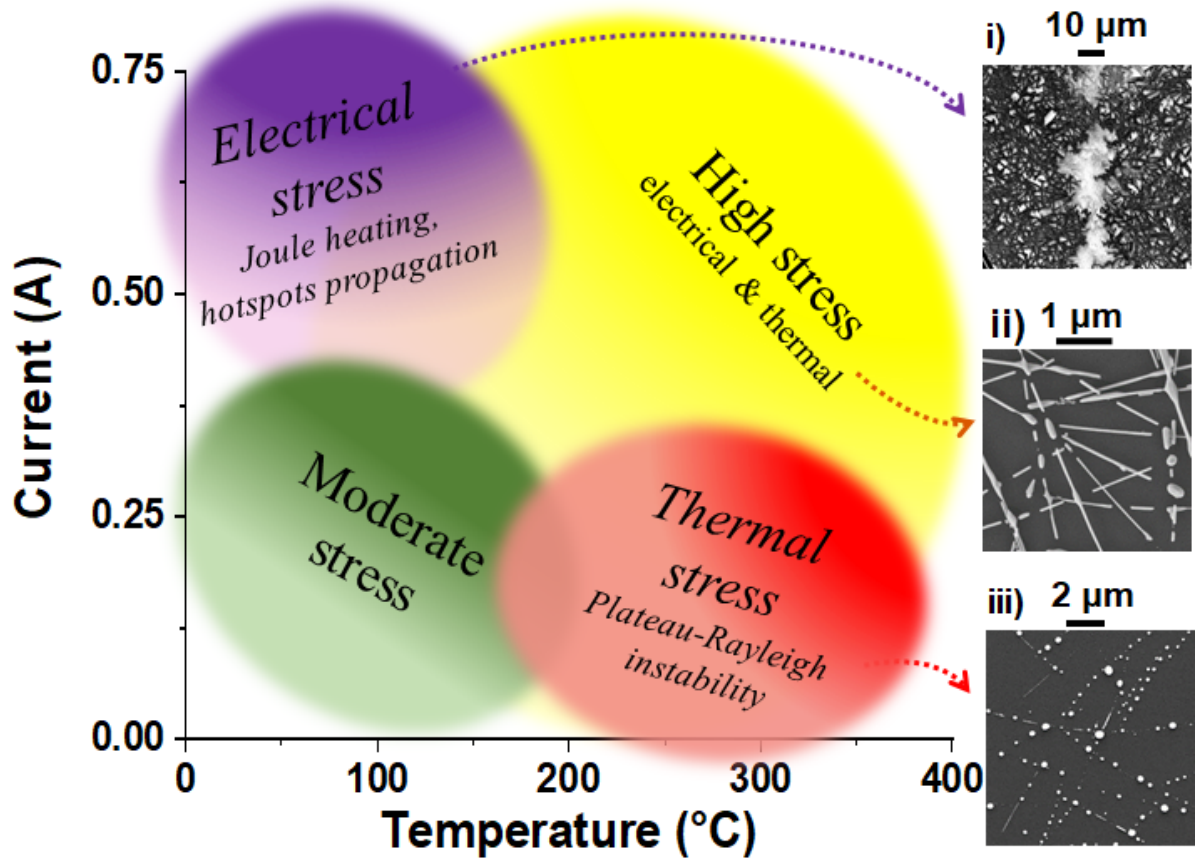 Current (A)
0.75
0.50
0.25
0.00
0
100
200
300
400
Temperature (°C)
Electrical
stress
Joule heating,
hotspots propagation
High stress
electrical & thermal
Moderate
stress
Thermal
stress
Plateau-Rayleigh
instability
i)
10 µm
ii)
1 µm
iii)
2 µm